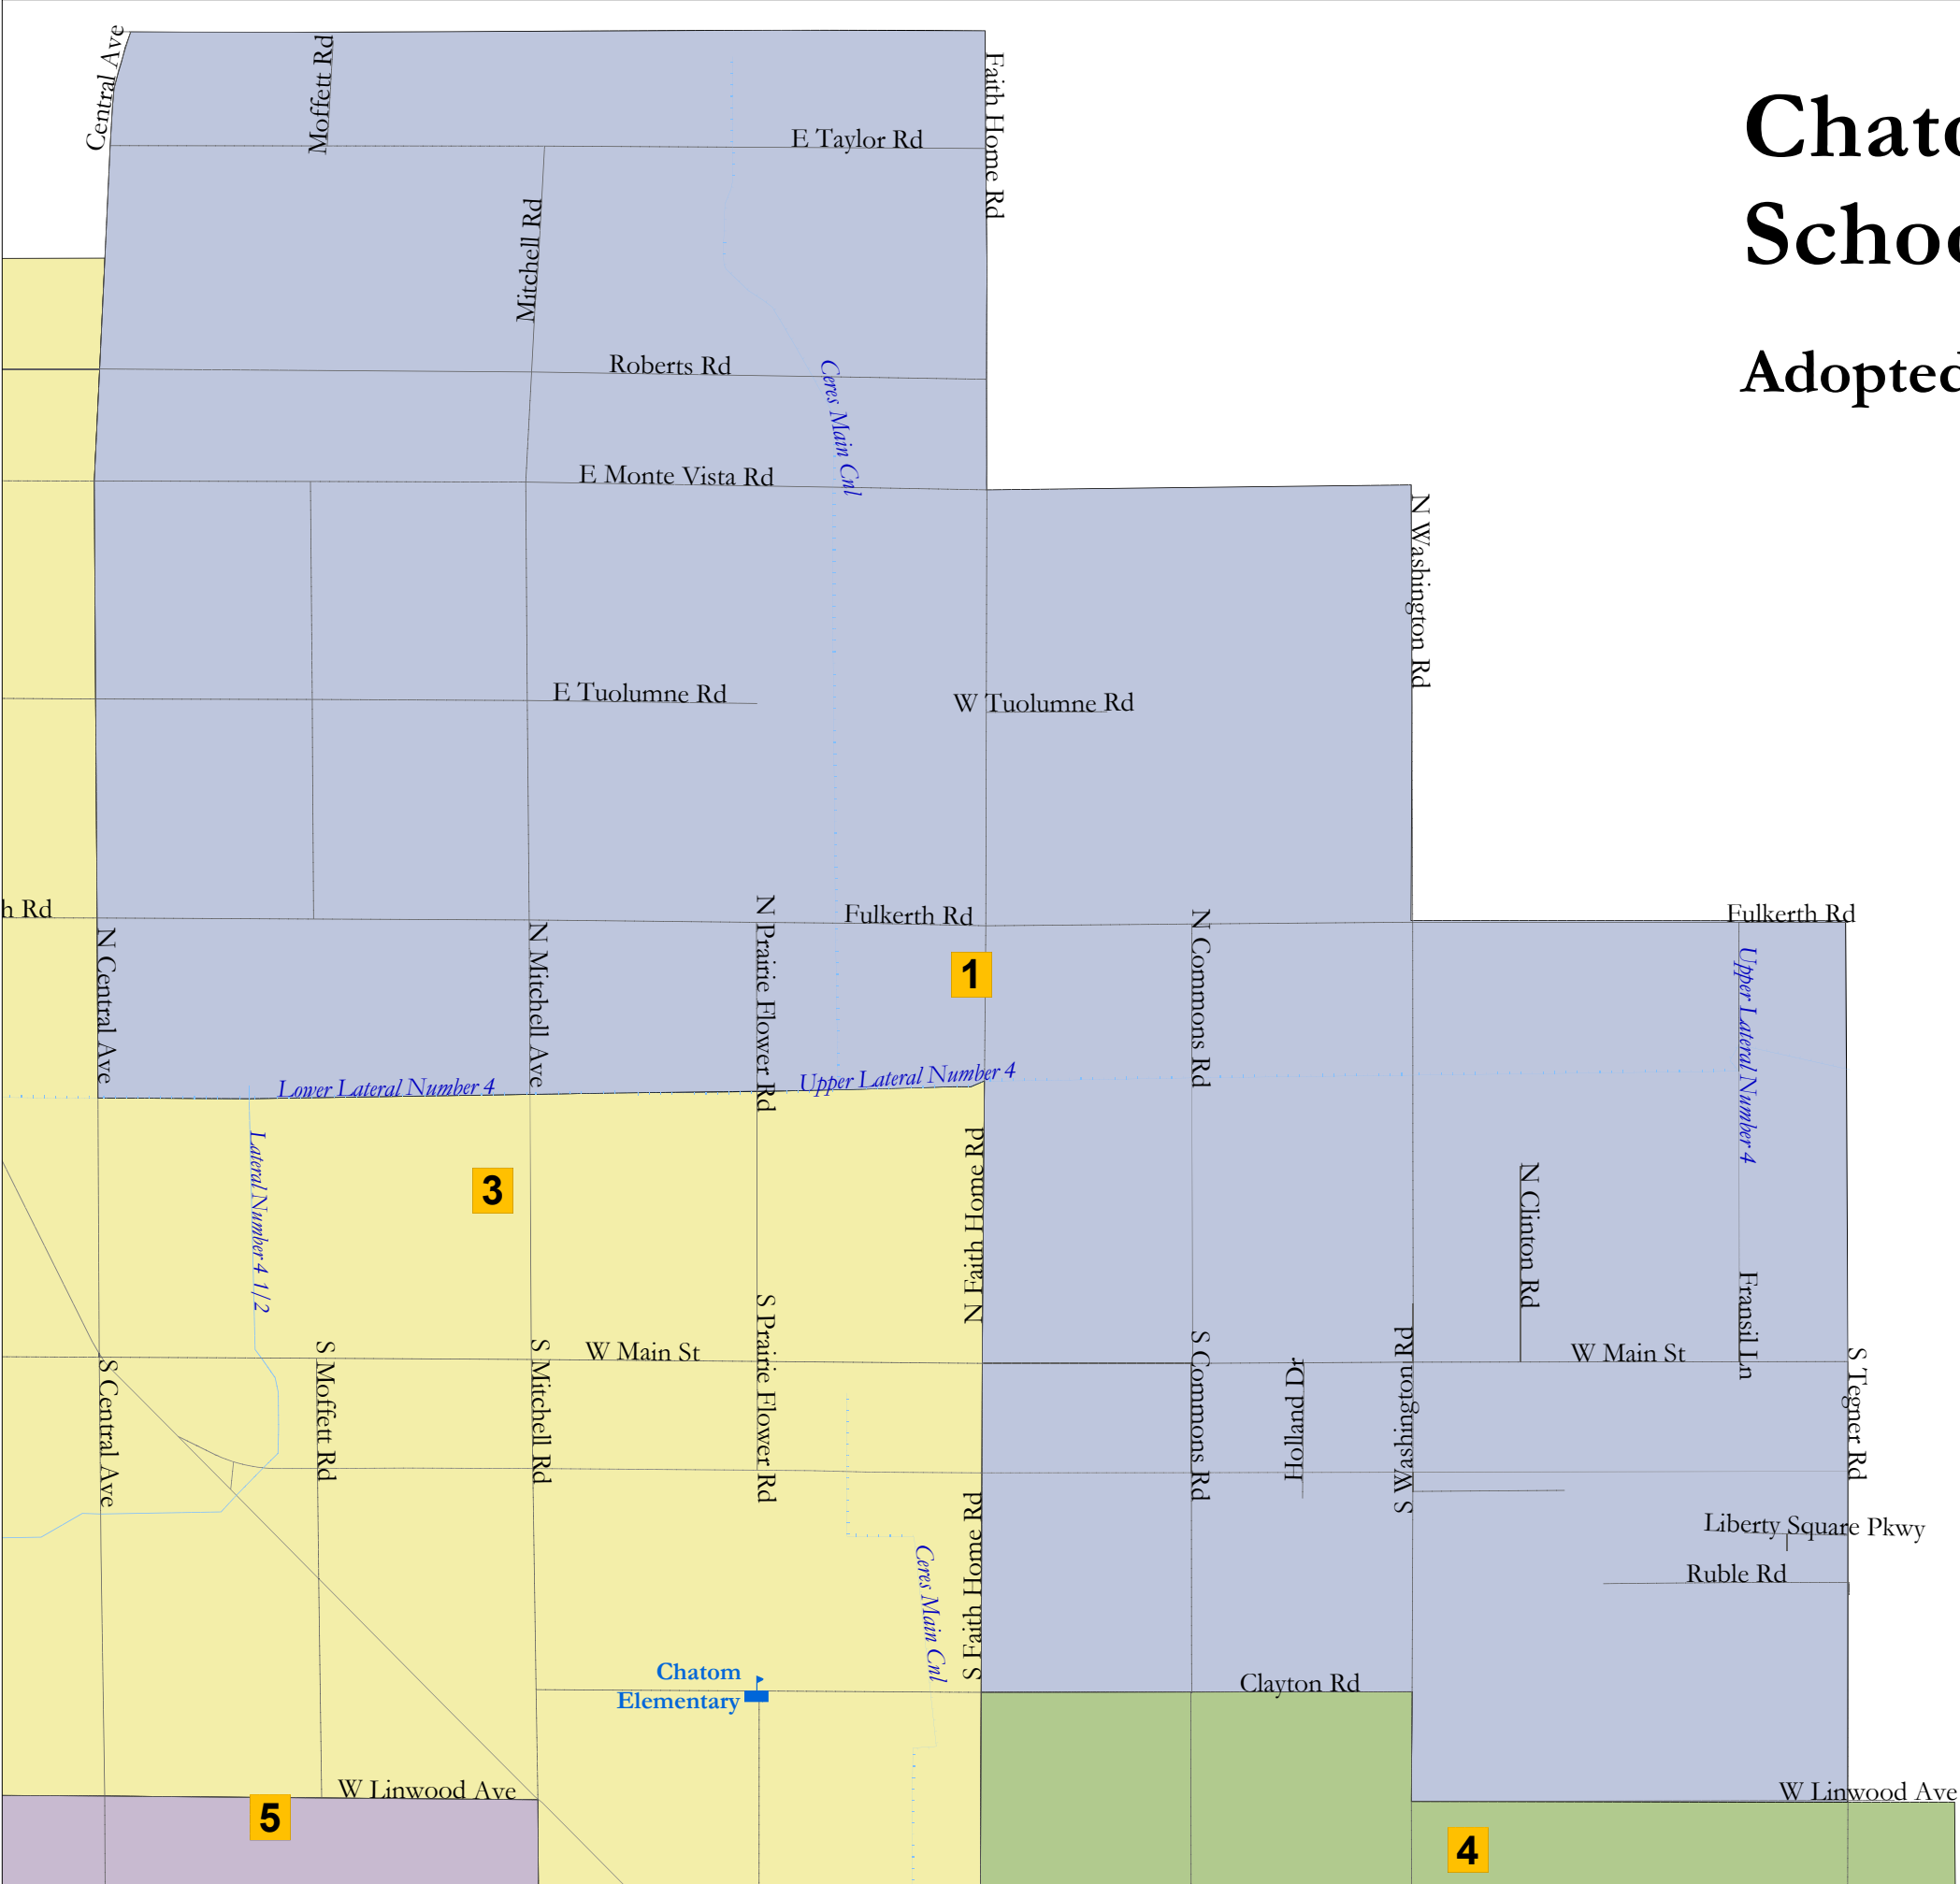 Central Ave
Moffett Rd
Faith Home Rd
Chato
Schoo
Adopted
E Taylor Rd
Mitchell Rd
Roberts Rd
Ceres Main Cnl
E Monte Vista Rd
N Washington Rd
E Tuolumne Rd
W Tuolumne Rd
h Rd
Fulkerth Rd
Fulkerth Rd
N Central Ave
N Mitchell Ave
N Prairie Flower Rd
1
N Commons Rd
Upper Lateral Number 4
Lower Lateral Number 4
Upper Lateral Number 4
Lateral Number 4 1/2
3
N Faith Home Rd
N Clinton Rd
Fransil Ln
W Main St
W Main St
S Central Ave
S Moffett Rd
S Mitchell Rd
S Prairie Flower Rd
S Commons Rd
Holland Dr
S Washington Rd
S Tegner Rd
S Faith Home Rd
Ceres Main Cnl
Liberty Square Pkwy
Ruble Rd
Chatom
Elementary
Clayton Rd
W Linwood Ave
W Linwood Ave
5
4